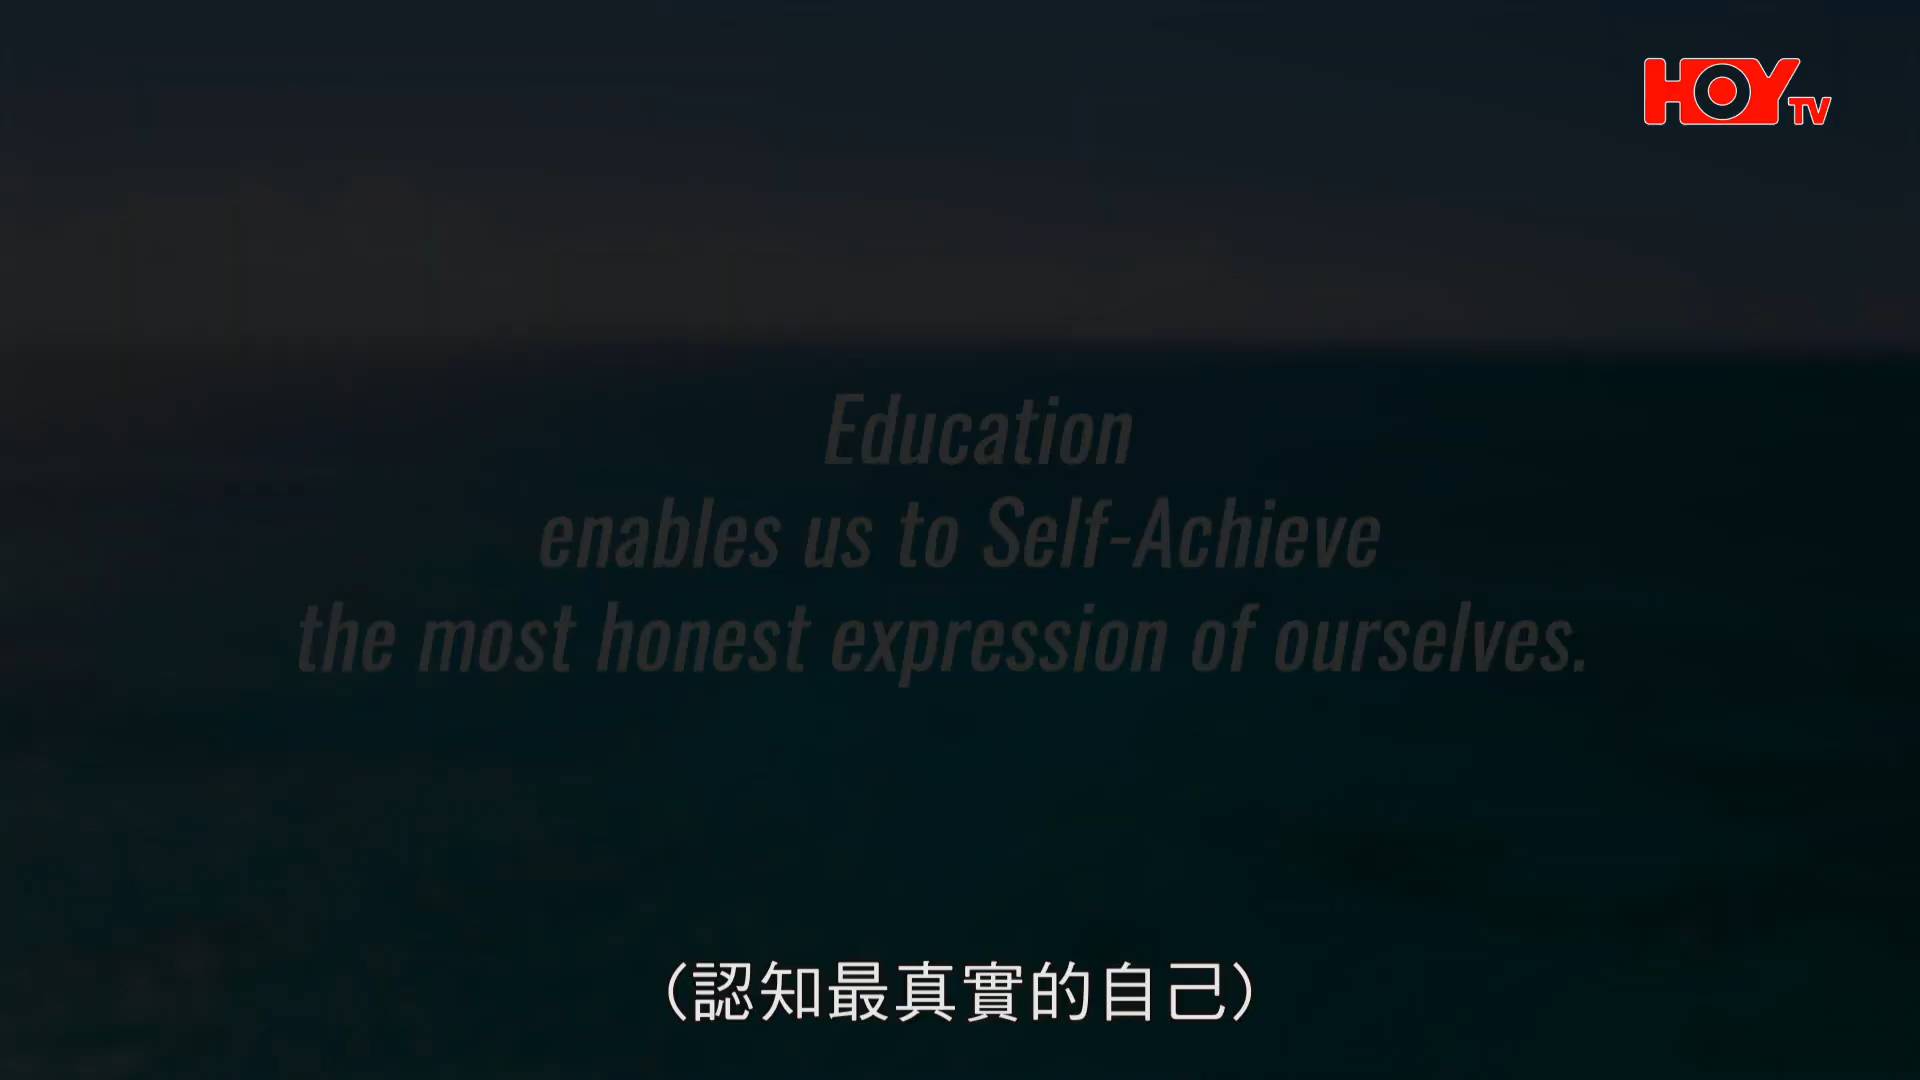 HOY TV
Education
enables us to Self-Achieve
the most honest expression of ourselves.
（認知最真實的自己）